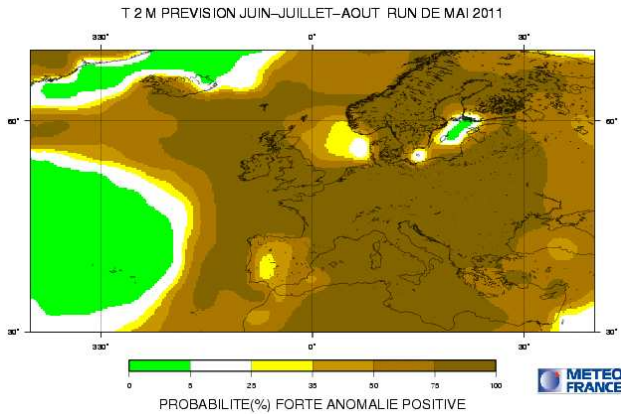 T 2 M PREVISION JUIN–JUILLET–AOUT RUN DE MAI 2011
330° 0° 30°
60° 60°
30° 30°
330° 0° 30°
0 5 25 35 50 75 100
METEO
FRANCE
PROBABILITE(%) FORTE ANOMALIE POSITIVE